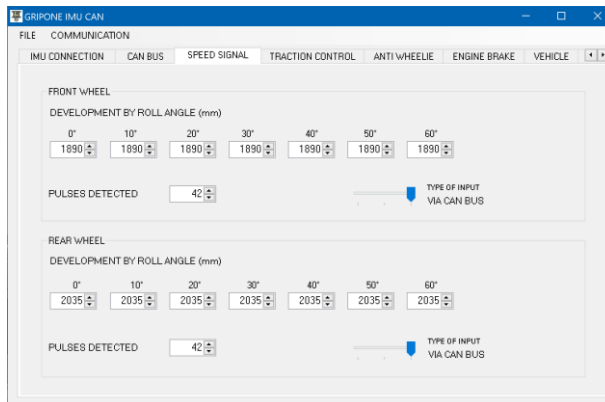 GRIPONE IMU CAN
FILE COMMUNICATION
IMU CONNECTION CAN BUS SPEED SIGNAL TRACTION CONTROL ANTI WHEELIE ENGINE BRAKE VEHICLE
FRONT WHEEL
DEVELOPMENT BY ROLL ANGLE (mm)
0° 10° 20° 30° 40° 50° 60°
1890 1890 1890 1890 1890 1890 1890
PULSES DETECTED 42 TYPE OF INPUT
VIA CAN BUS
REAR WHEEL
DEVELOPMENT BY ROLL ANGLE (mm)
0° 10° 20° 30° 40° 50° 60°
2035 2035 2035 2035 2035 2035 2035
PULSES DETECTED 42 TYPE OF INPUT
VIA CAN BUS